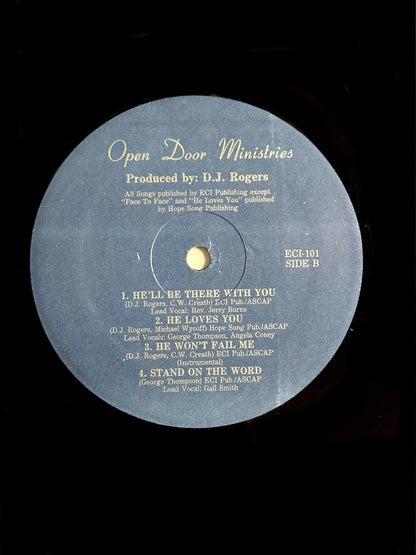 Open Door Ministries
Produced by: D.J. Rogers
All Songs published by ECI Publishing except
"Face To Face" and "He Loves You" published
by Hope Song Publishing
ECI-101
SIDE B
1. HE'LL BE THERE WITH YOU
(D.J. Rogers, C.W. Creath) ECI Pub./ASCAP
Lead Vocal: Rev. Jerry Burns
2. HE LOVES YOU
(D.J. Rogers, Michael Wycoff) Hope Song Pub./ASCAP
Lead Vocals: George Thompson, Angela Coney
3. HE WON'T FAIL ME
(D.J. Rogers, C.W. Creath) ECI Pub./ASCAP
(Instrumental)
4. STAND ON THE WORD
(George Thompson) ECI Pub./ASCAP
Lead Vocal: Gail Smith